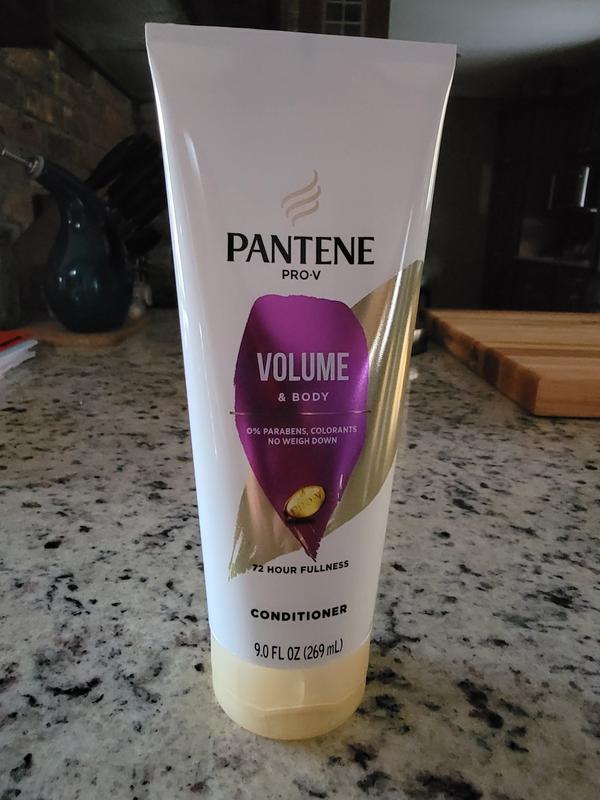 PANTENE
PRO-V
VOLUME
& BODY
0% PARABENS, COLORANTS
NO WEIGH DOWN
PRO-V
72 HOUR FULLNESS
CONDITIONER
9.0 FL OZ (269 mL)